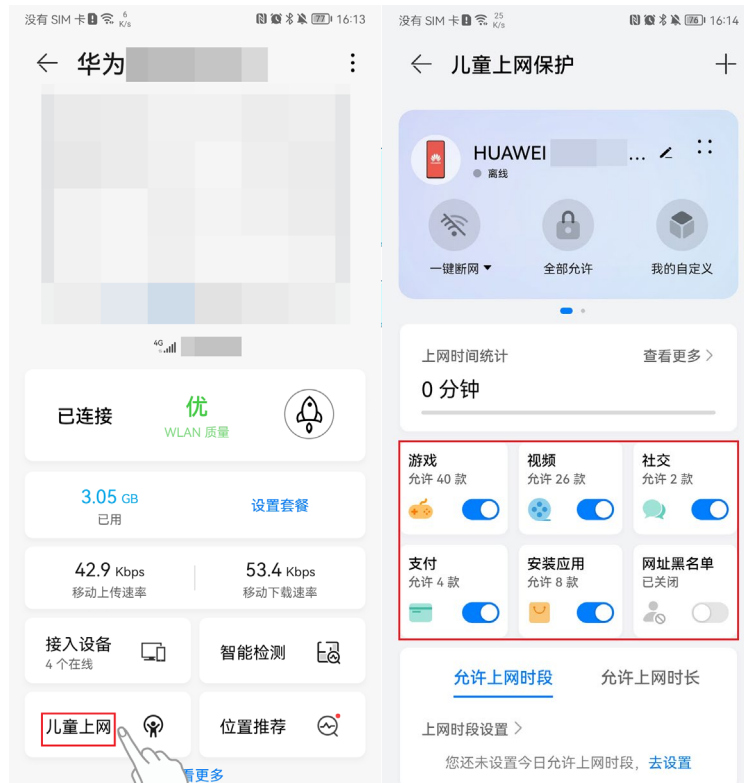 没有 SIM 卡 6 K/s 77 16:13
华为
4G
已连接
优
WLAN 质量
3.05 GB
已用
设置套餐
42.9 Kbps
移动上传速率
53.4 Kbps
移动下载速率
接入设备
4 个在线
智能检测
儿童上网
位置推荐
看更多
没有 SIM 卡 25 K/s 76 16:14
儿童上网保护
HUAWEI ...
离线
一键断网
全部允许
我的自定义
上网时间统计
查看更多
0 分钟
游戏
允许 40 款
视频
允许 26 款
社交
允许 2 款
支付
允许 4 款
安装应用
允许 8 款
网址黑名单
已关闭
允许上网时段
允许上网时长
上网时段设置
您还未设置今日允许上网时段，去设置